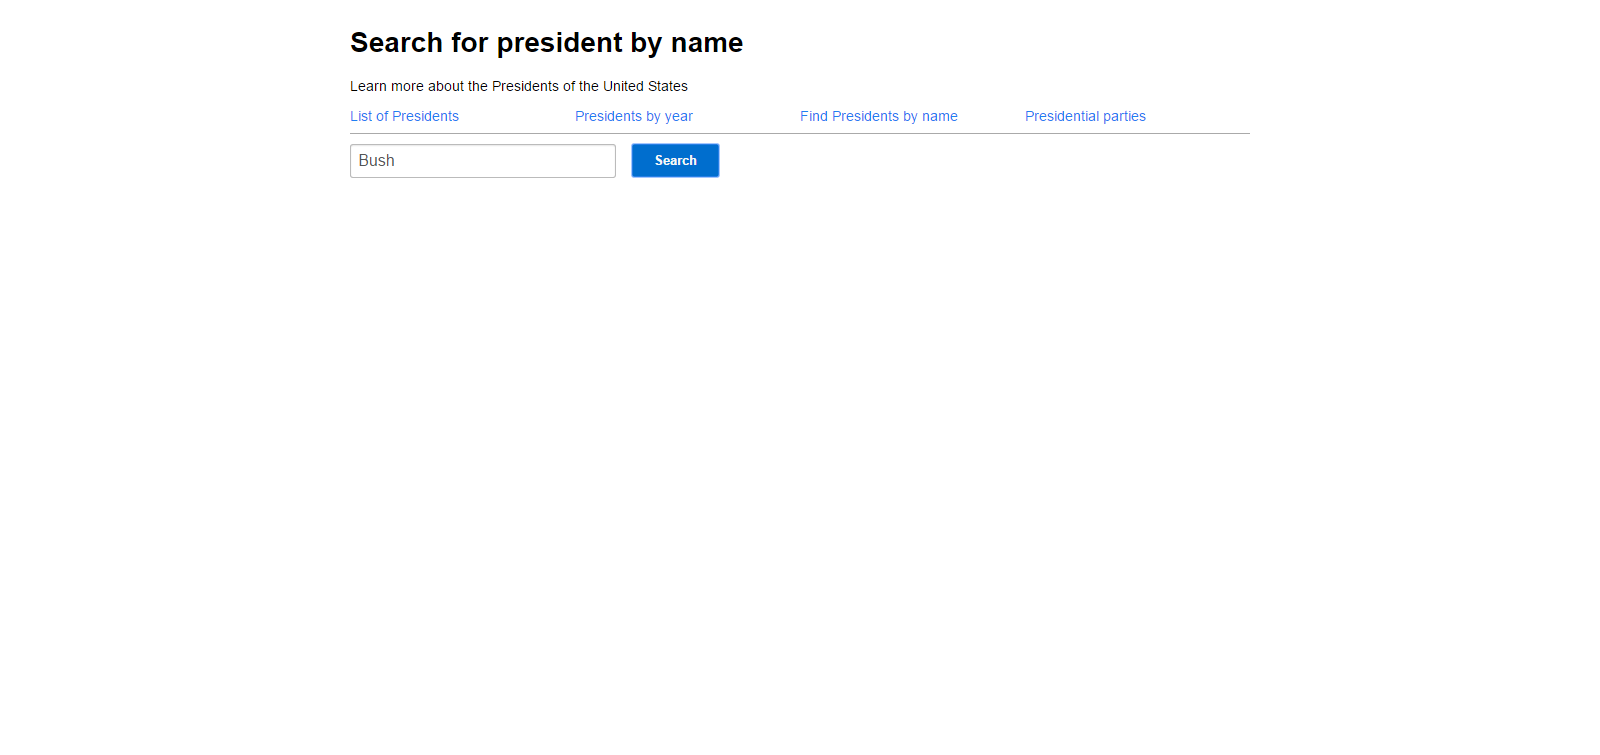 Search for president by name
Learn more about the Presidents of the United States
List of Presidents Presidents by year Find Presidents by name Presidential parties
Bush Search